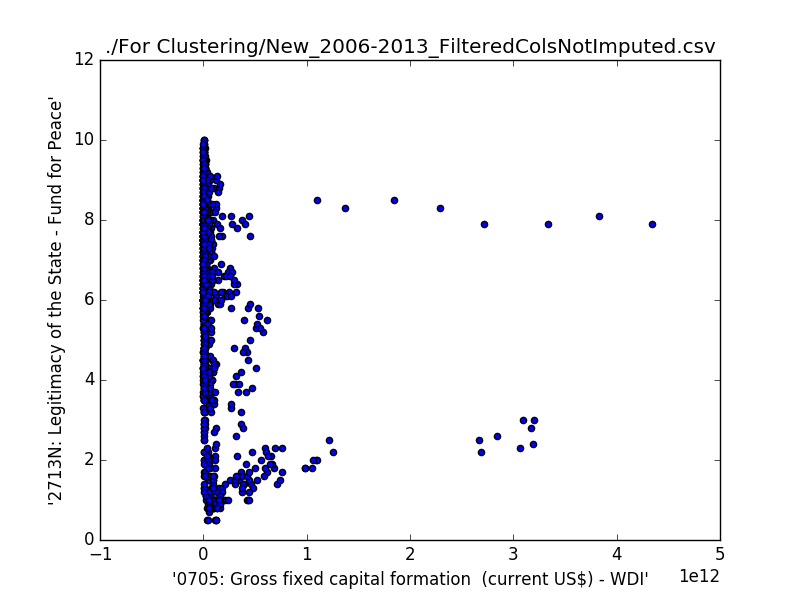 ./For Clustering/New_2006-2013_FilteredColsNotImputed.csv
12
10
8
6
4
2
0
'2713N: Legitimacy of the State - Fund for Peace'
−1 0 1 2 3 4 5
1e12
'0705: Gross fixed capital formation  (current US$) - WDI'